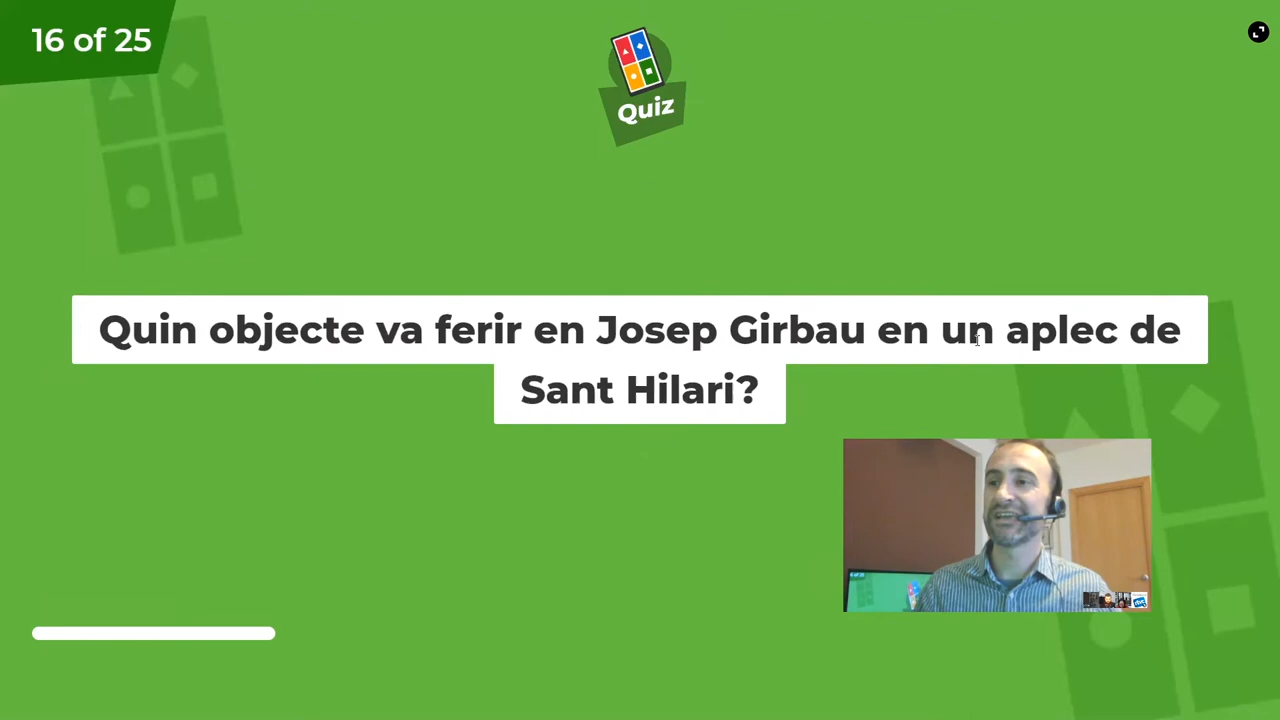 16 of 25
Quiz
Quin objecte va ferir en Josep Girbau en un aplec de
Sant Hilari?